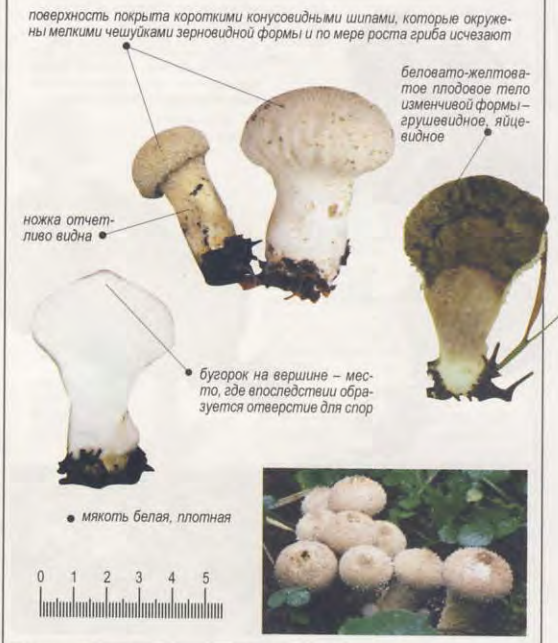 поверхность покрыта короткими конусовидными шипами, которые окруже-
ны мелкими чешуйками зерновидной формы и по мере роста гриба исчезают
беловато-желтова-
тое плодовое тело
изменчивой формы –
грушевидное, яйце-
видное
ножка отчет-
ливо видна
бугорок на вершине – мес-
то, где впоследствии обра-
зуется отверстие для спор
мякоть белая, плотная
0 1 2 3 4 5